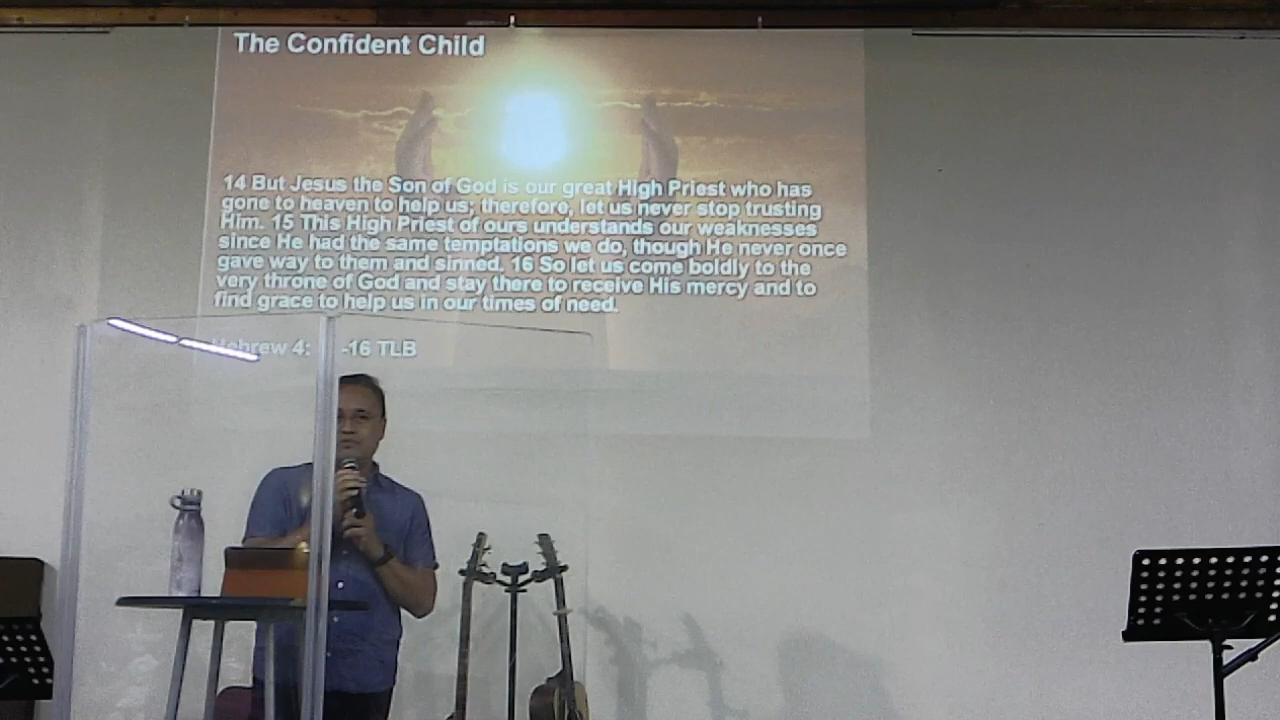 The Confident Child
14 But Jesus the Son of God is our great High Priest who has
gone to heaven to help us; therefore, let us never stop trusting
Him. 15 This High Priest of ours understands our weaknesses
since He had the same temptations we do, though He never once
gave way to them and sinned. 16 So let us come boldly to the
very throne of God and stay there to receive His mercy and to
find grace to help us in our times of need.
Hebrew 4: -16 TLB